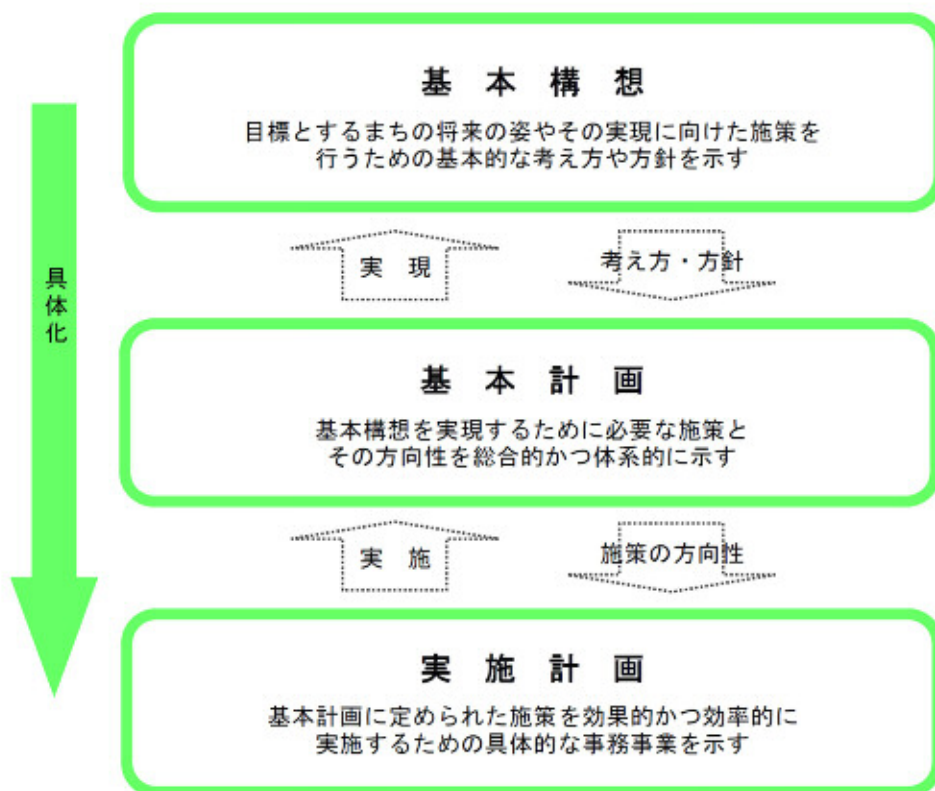 基本構想
目標とするまちの将来の姿やその実現に向けた施策を
行うための基本的な考え方や方針を示す
実現
考え方・方針
具体化
基本計画
基本構想を実現するために必要な施策と
その方向性を総合的かつ体系的に示す
実施
施策の方向性
実施計画
基本計画に定められた施策を効果的かつ効率的に
実施するための具体的な事務事業を示す